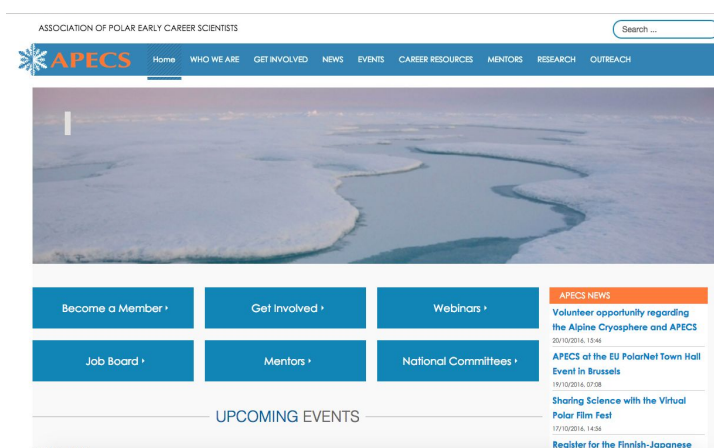 ASSOCIATION OF POLAR EARLY CAREER SCIENTISTS
Search ...
APECS
Home WHO WE ARE GET INVOLVED NEWS EVENTS CAREER RESOURCES MENTORS RESEARCH OUTREACH
Become a Member
Get Involved
Webinars
Job Board
Mentors
National Committees
UPCOMING EVENTS
APECS NEWS
Volunteer opportunity regarding
the Alpine Cryosphere and APECS
20/10/2016, 15:46
APECS at the EU PolarNet Town Hall
Event in Brussels
19/10/2016, 07:08
Sharing Science with the Virtual
Polar Film Fest
17/10/2016, 14:36
Register for the Finnish-Japanese